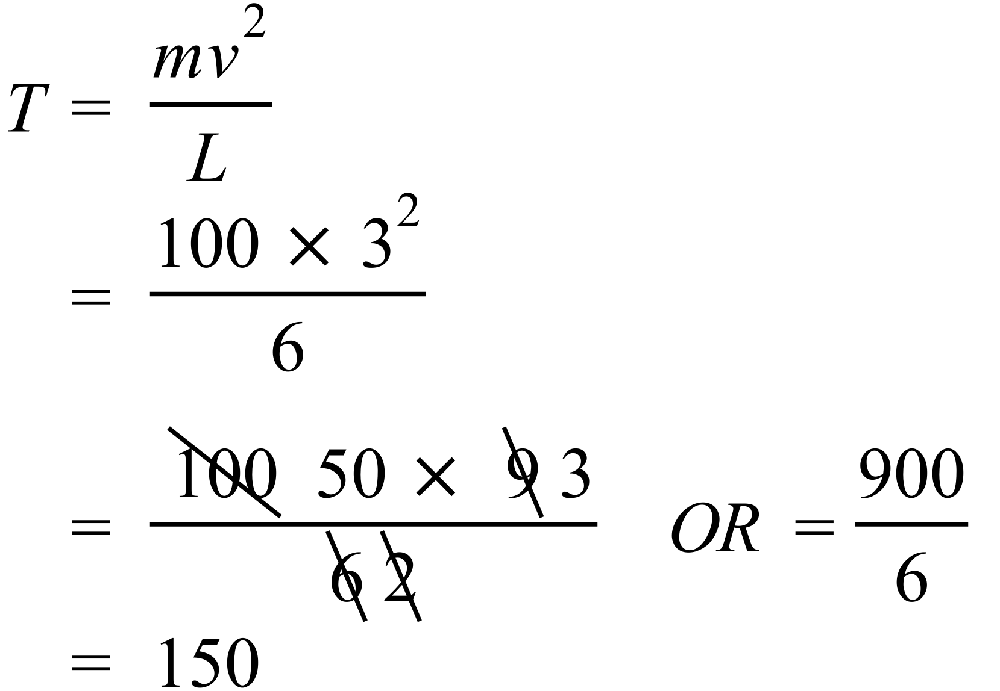 T = mv²/L
= 100 × 3²/6
= 100 50 × 9 3/6 2 OR = 900/6
= 150